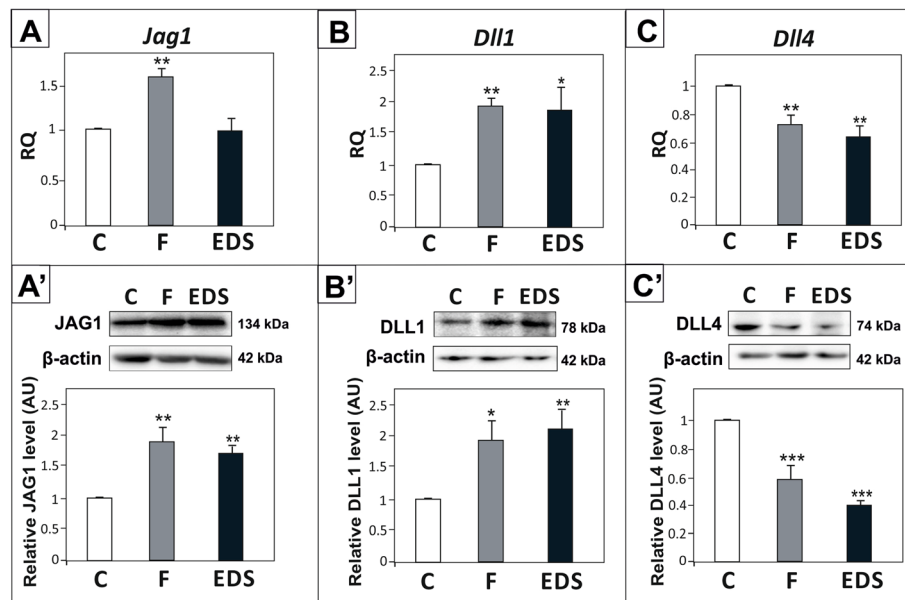 A
Jag1
RQ
1.5
1
0.5
0
**
C F EDS
B
Dll1
RQ
2.5
2
1.5
1
0.5
0
** *
C F EDS
C
Dll4
RQ
1
0.8
0.6
0.4
0.2
0
** **
C F EDS
A’
C F EDS
JAG1 134 kDa
β-actin 42 kDa
Relative JAG1 level (AU)
2.5
2
1.5
1
0.5
0
** **
C F EDS
B’
C F EDS
DLL1 78 kDa
β-actin 42 kDa
Relative DLL1 level (AU)
2.5
2
1.5
1
0.5
0
* **
C F EDS
C’
C F EDS
DLL4 74 kDa
β-actin 42 kDa
Relative DLL4 level (AU)
1
0.8
0.6
0.4
0.2
0
*** ***
C F EDS